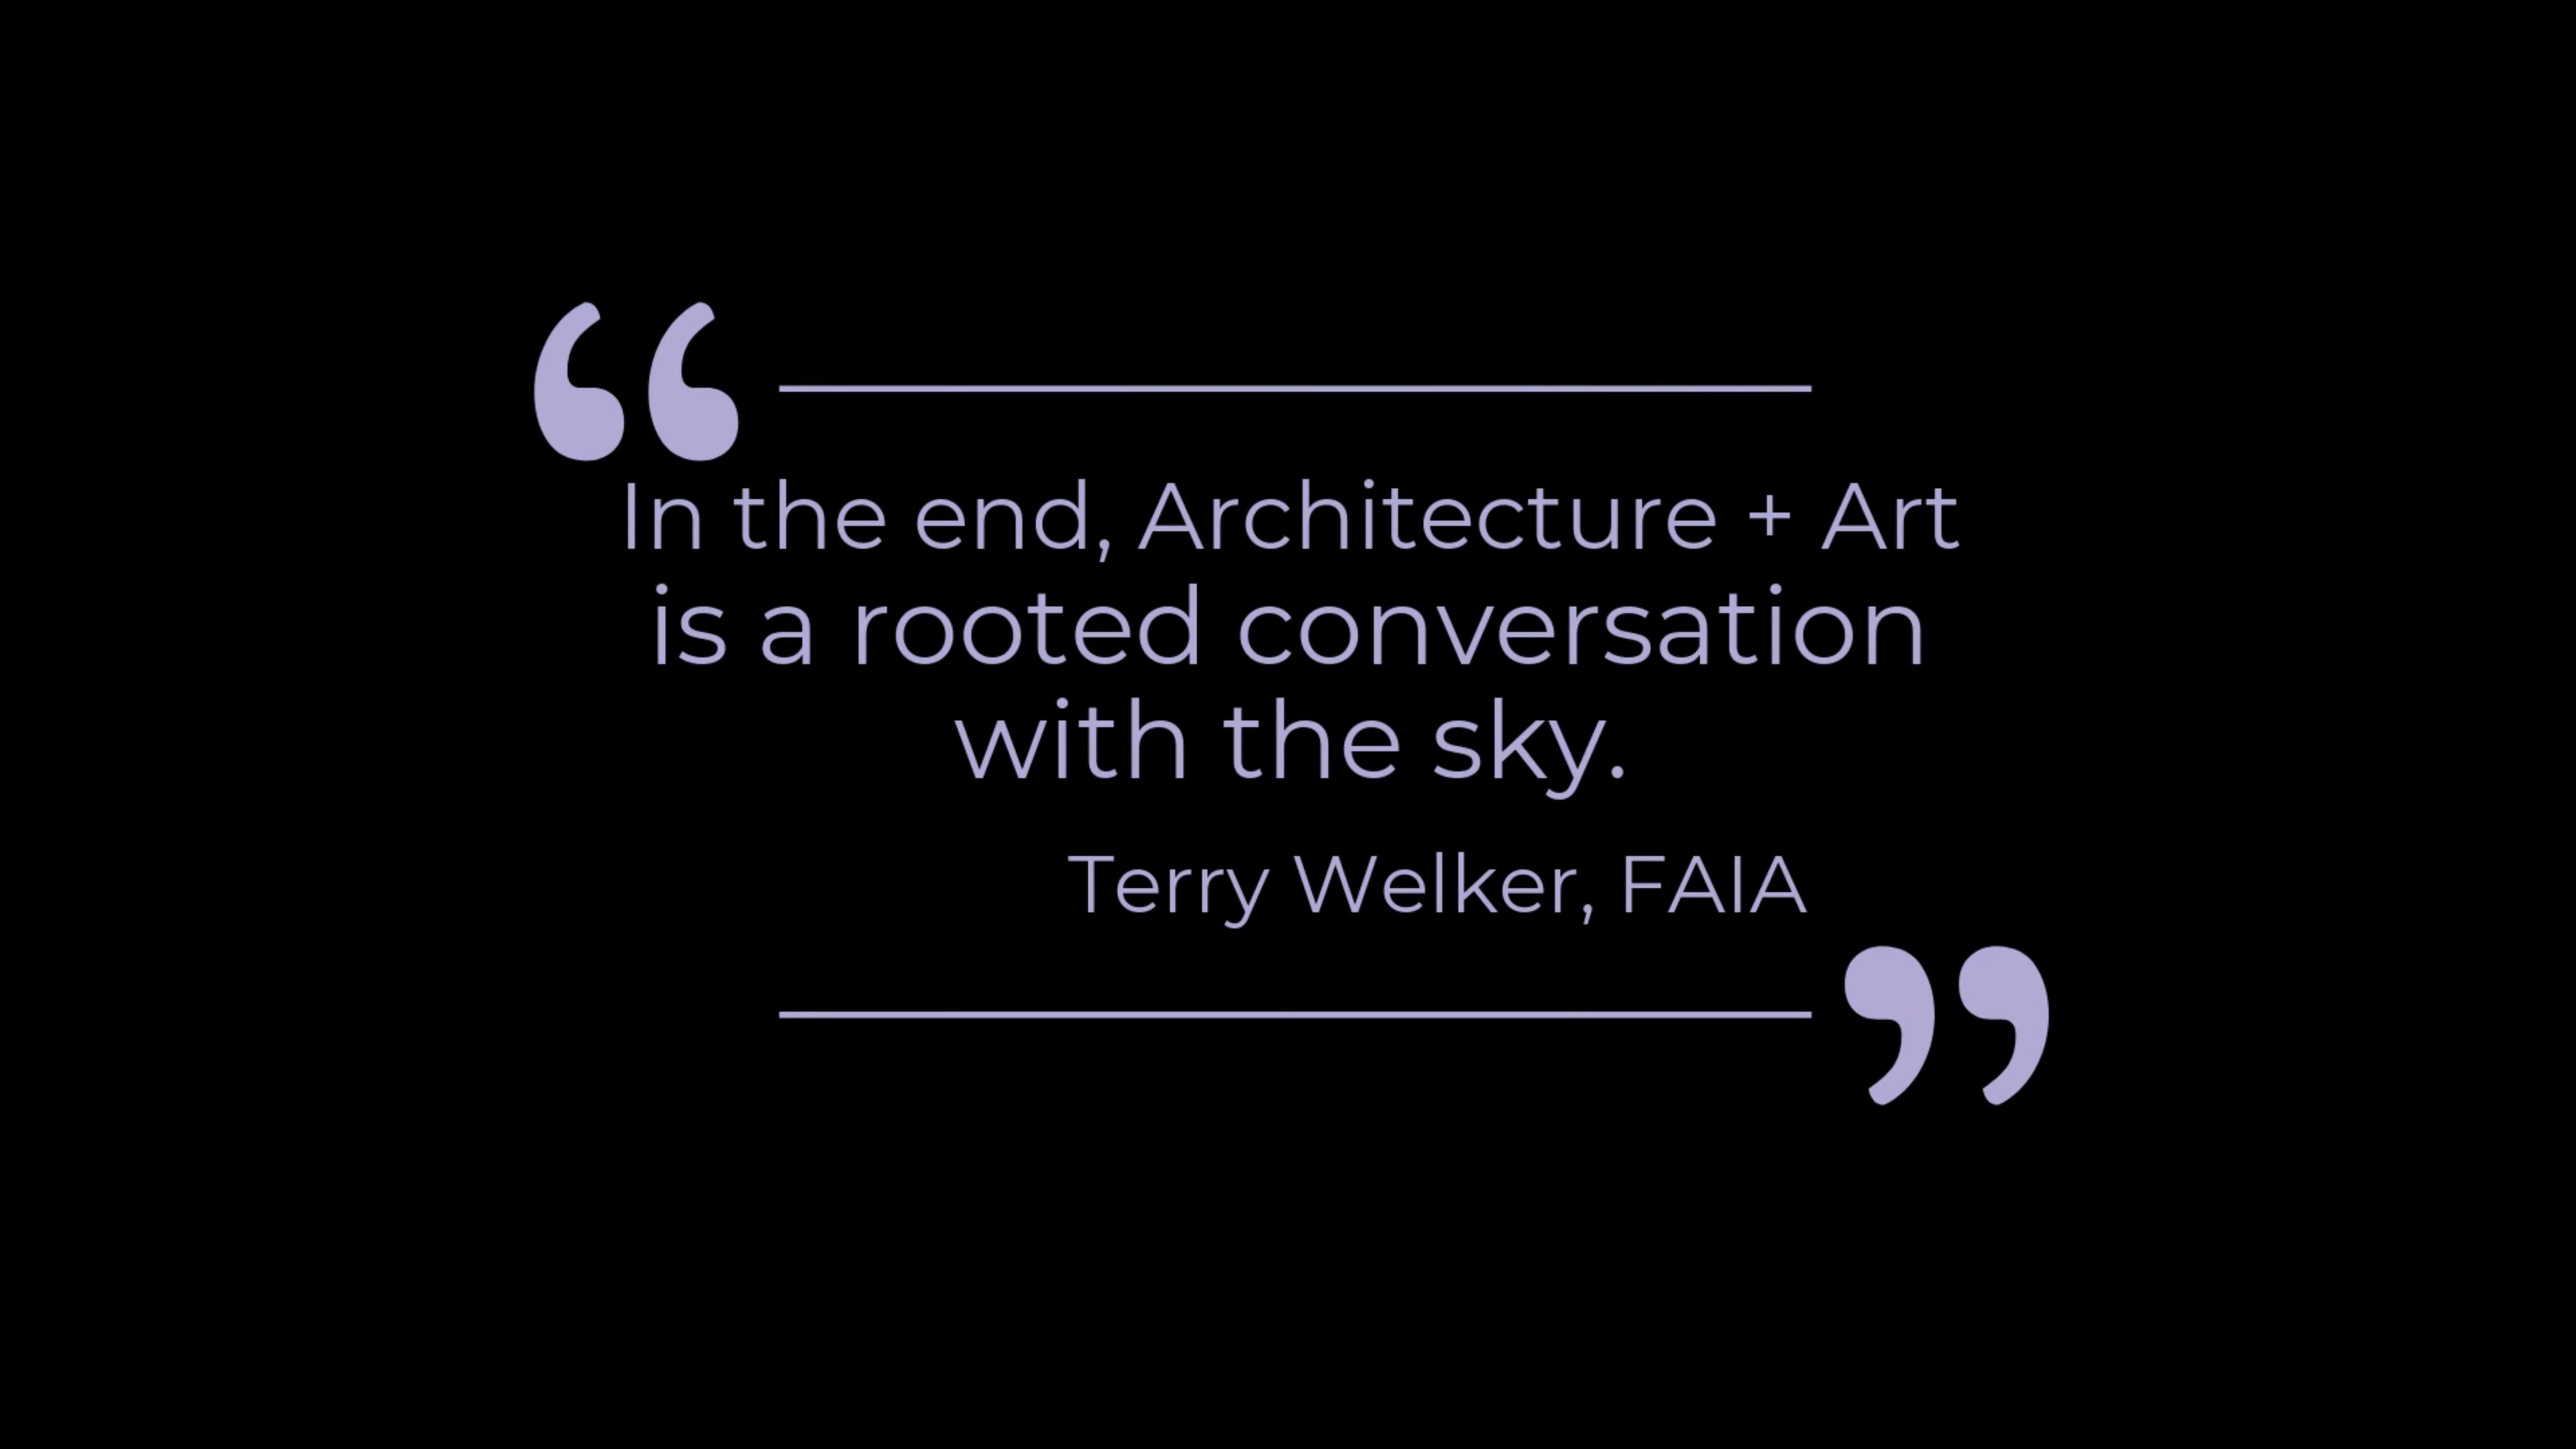 “
In the end, Architecture + Art
is a rooted conversation
with the sky.
Terry Welker, FAIA
”